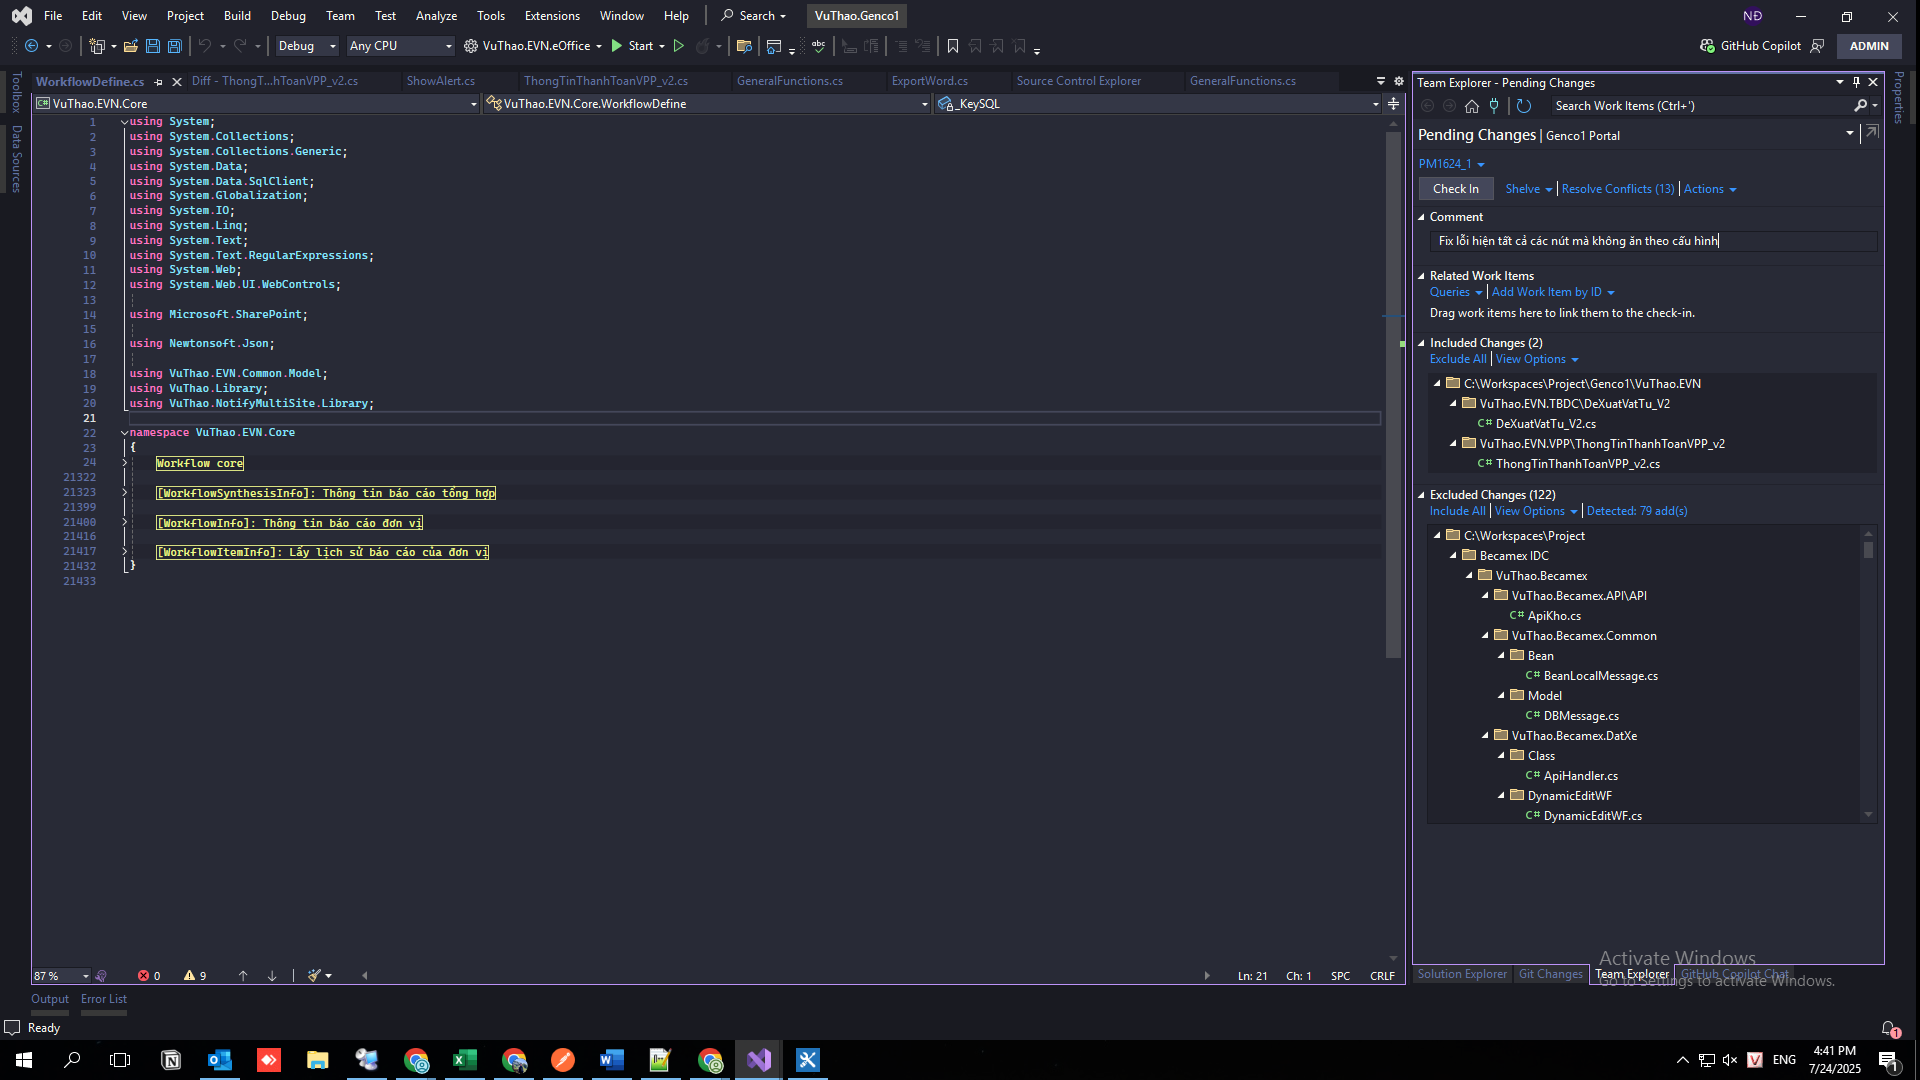 File Edit View Project Build Debug Team Test Analyze Tools Extensions Window Help Search VuThao.Genco1 NĐ
Debug Any CPU VuThao.EVN.eOffice Start GitHub Copilot ADMIN
WorkflowDefine.cs Diff - ThongT...hToanVPP_v2.cs ShowAlert.cs ThongTinThanhToanVPP_v2.cs GeneralFunctions.cs ExportWord.cs Source Control Explorer GeneralFunctions.cs
VuThao.EVN.Core VuThao.EVN.Core.WorkflowDefine _KeySQL
Toolbox
Data Sources
1 using System;
2 using System.Collections;
3 using System.Collections.Generic;
4 using System.Data;
5 using System.Data.SqlClient;
6 using System.Globalization;
7 using System.IO;
8 using System.Linq;
9 using System.Text;
10 using System.Text.RegularExpressions;
11 using System.Web;
12 using System.Web.UI.WebControls;
13
14 using Microsoft.SharePoint;
15
16 using Newtonsoft.Json;
17
18 using VuThao.EVN.Common.Model;
19 using VuThao.Library;
20 using VuThao.NotifyMultiSite.Library;
21
22 namespace VuThao.EVN.Core
23 {
24 Workflow core
21322
21323 [WorkflowSynthesisInfo]: Thông tin báo cáo tổng hợp
21399
21400 [WorkflowInfo]: Thông tin báo cáo đơn vị
21416
21417 [WorkflowItemInfo]: Lấy lịch sử báo cáo của đơn vị
21432 }
21433
87 % 0 9 Ln: 21 Ch: 1 SPC CRLF
Output Error List
Ready
Team Explorer - Pending Changes
Search Work Items (Ctrl+')
Pending Changes | Genco1 Portal
PM1624_1
Check In Shelve Resolve Conflicts (13) Actions
Comment
Fix lỗi hiện tất cả các nút mà không ăn theo cấu hình
Related Work Items
Queries Add Work Item by ID
Drag work items here to link them to the check-in.
Included Changes (2)
Exclude All View Options
C:\Workspaces\Project\Genco1\VuThao.EVN
VuThao.EVN.TBDC\DeXuatVatTu_V2
C# DeXuatVatTu_V2.cs
VuThao.EVN.VPP\ThongTinThanhToanVPP_v2
C# ThongTinThanhToanVPP_v2.cs
Excluded Changes (122)
Include All View Options Detected: 79 add(s)
C:\Workspaces\Project
Becamex IDC
VuThao.Becamex
VuThao.Becamex.API\API
C# ApiKho.cs
VuThao.Becamex.Common
Bean
C# BeanLocalMessage.cs
Model
C# DBMessage.cs
VuThao.Becamex.DatXe
Class
C# ApiHandler.cs
DynamicEditWF
C# DynamicEditWF.cs
Activate Windows
Go to Settings to activate Windows.
Solution Explorer Git Changes Team Explorer GitHub Copilot Chat
Properties
1
ENG
4:41 PM
7/24/2025
1